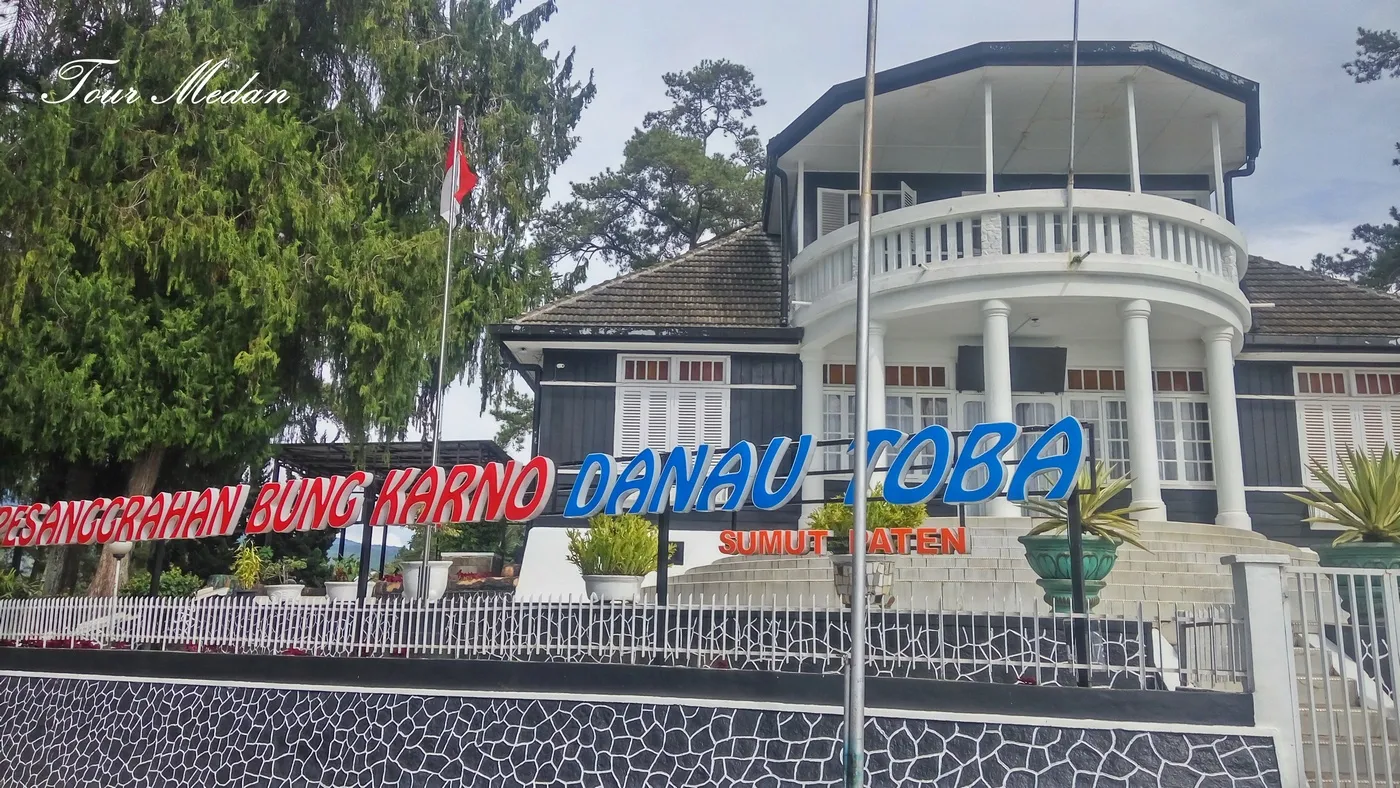 Tour Medan
PESANGGRAHAN BUNG KARNO DANAU TOBA
SUMUT PATEN